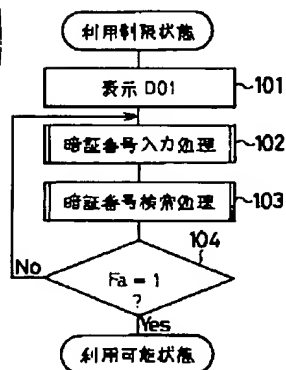 利用制限状態
表示 D01
101
暗証番号入力処理
102
暗証番号検索処理
103
104
Fa = 1
?
No
Yes
利用可能状態